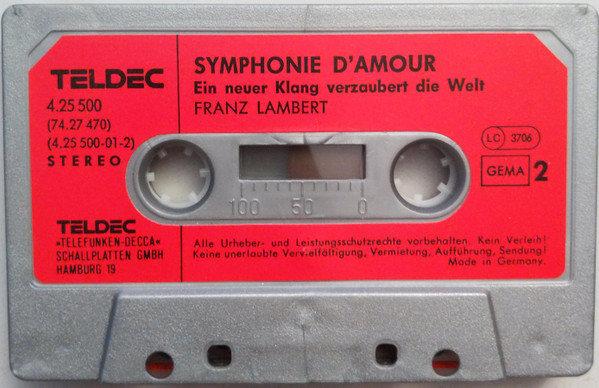 TELDEC
4.25 500
(74.27 470)
(4.25 500-01-2)
STEREO
SYMPHONIE D'AMOUR
Ein neuer Klang verzaubert die Welt
FRANZ LAMBERT
LC 3706
GEMA 2
100 50 0
TELDEC
»TELEFUNKEN-DECCA«
SCHALLPLATTEN GMBH
HAMBURG 19
Alle Urheber- und Leistungsschutzrechte vorbehalten. Kein Verleih!
Keine unerlaubte Vervielfältigung, Vermietung, Aufführung, Sendung!
Made in Germany.